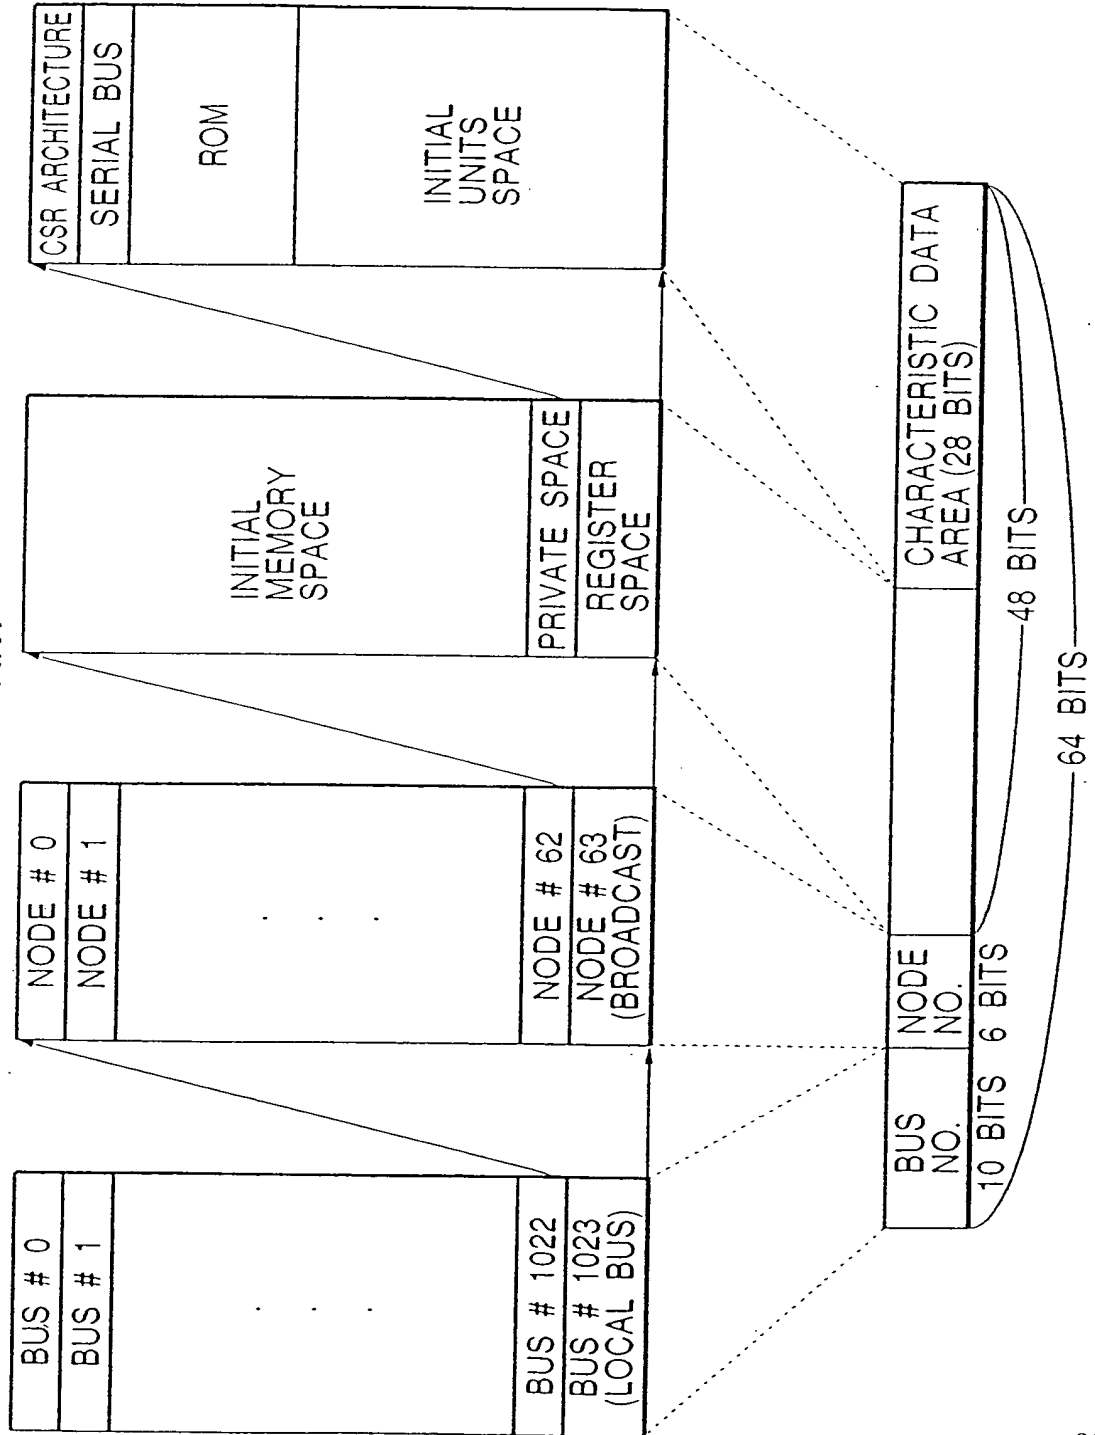 BUS # 0
BUS # 1
BUS # 1022
BUS # 1023
(LOCAL BUS)
NODE # 0
NODE # 1
NODE # 62
NODE # 63
(BROADCAST)
INITIAL
MEMORY
SPACE
PRIVATE SPACE
REGISTER
SPACE
CSR ARCHITECTURE
SERIAL BUS
ROM
INITIAL
UNITS
SPACE
BUS
NO.
NODE
NO.
CHARACTERISTIC DATA
AREA (28 BITS)
10 BITS
6 BITS
48 BITS
64 BITS